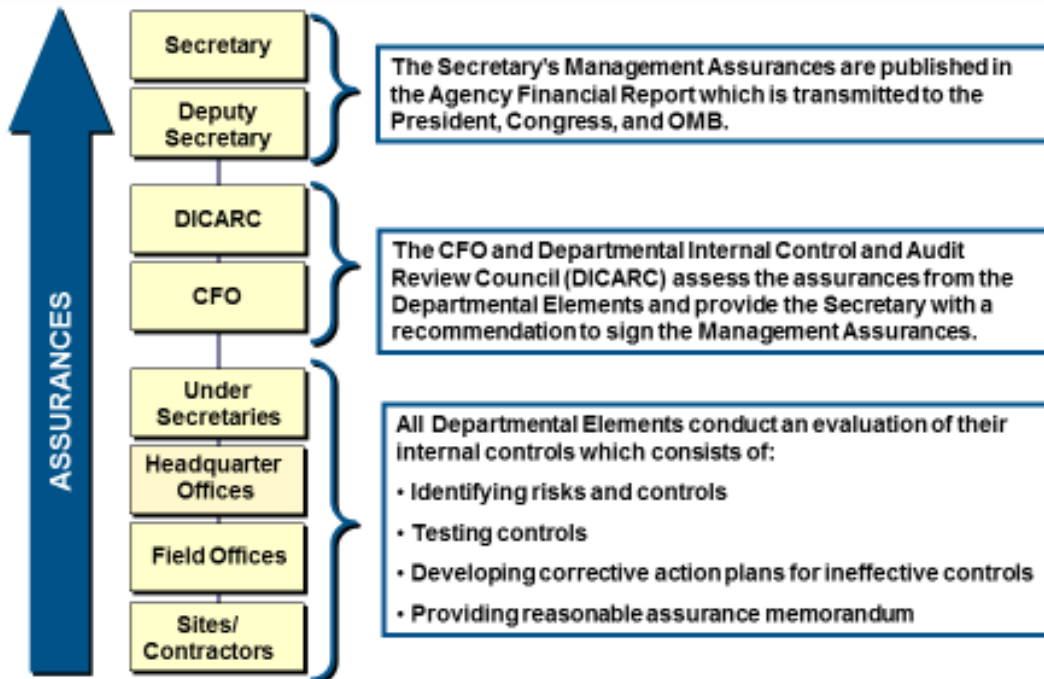 ASSURANCES
Secretary
Deputy
Secretary
The Secretary's Management Assurances are published in
the Agency Financial Report which is transmitted to the
President, Congress, and OMB.
DICARC
CFO
The CFO and Departmental Internal Control and Audit
Review Council (DICARC) assess the assurances from the
Departmental Elements and provide the Secretary with a
recommendation to sign the Management Assurances.
Under
Secretaries
Headquarter
Offices
Field Offices
Sites/
Contractors
All Departmental Elements conduct an evaluation of their
internal controls which consists of:
• Identifying risks and controls
• Testing controls
• Developing corrective action plans for ineffective controls
• Providing reasonable assurance memorandum